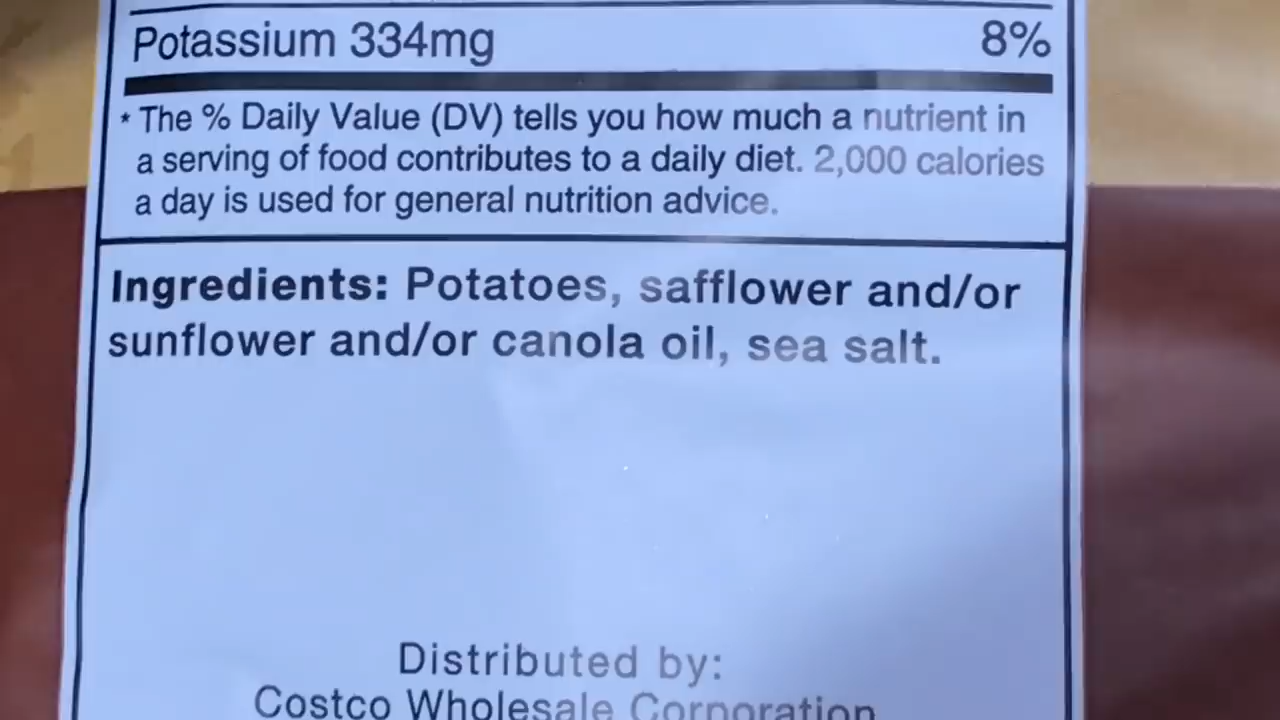 Potassium 334mg 8%
* The % Daily Value (DV) tells you how much a nutrient in
a serving of food contributes to a daily diet. 2,000 calories
a day is used for general nutrition advice.
Ingredients: Potatoes, safflower and/or
sunflower and/or canola oil, sea salt.
Distributed by:
Costco Wholesale Corporation